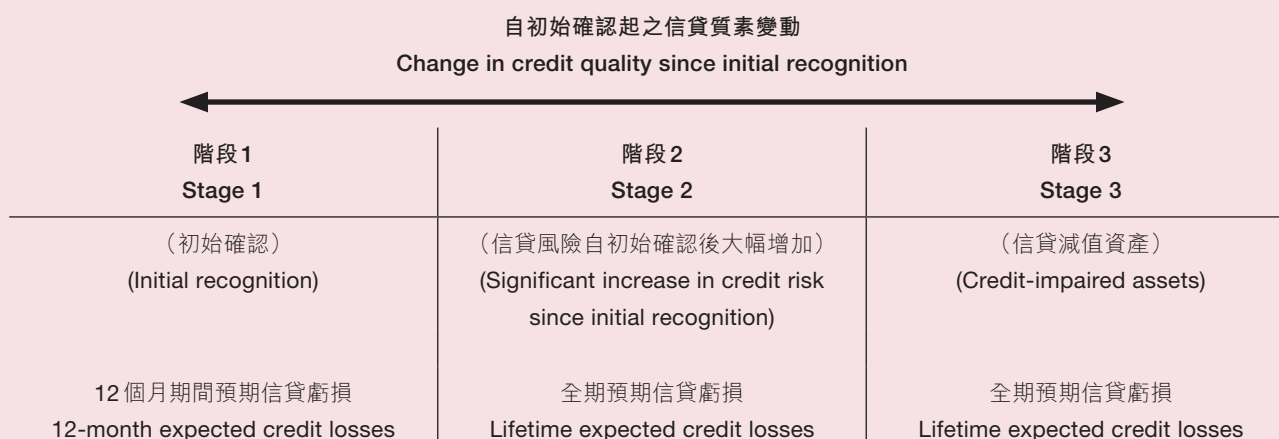 自初始確認起之信貸質素變動
Change in credit quality since initial recognition
階段1
Stage 1
階段2
Stage 2
階段3
Stage 3
（初始確認）
(Initial recognition)
（信貸風險自初始確認後大幅增加）
(Significant increase in credit risk
since initial recognition)
（信貸減值資產）
(Credit-impaired assets)
12個月期間預期信貸虧損
12-month expected credit losses
全期預期信貸虧損
Lifetime expected credit losses
全期預期信貸虧損
Lifetime expected credit losses